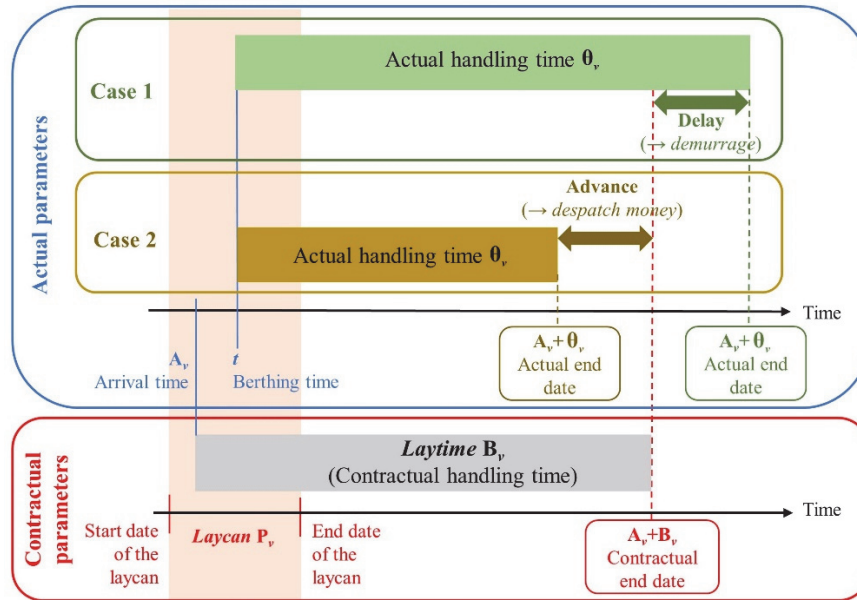 Actual parameters
Case 1
Actual handling time θᵥ
Delay
(→ demurrage)
Case 2
Advance
(→ despatch money)
Actual handling time θᵥ
Time
Aᵥ
Arrival time
t
Berthing time
Aᵥ+θᵥ
Actual end
date
Aᵥ+θᵥ
Actual end
date
Contractual
parameters
Laytime Bᵥ
(Contractual handling time)
Time
Start date
of the
laycan
Laycan Pᵥ
End date
of the
laycan
Aᵥ+Bᵥ
Contractual
end date